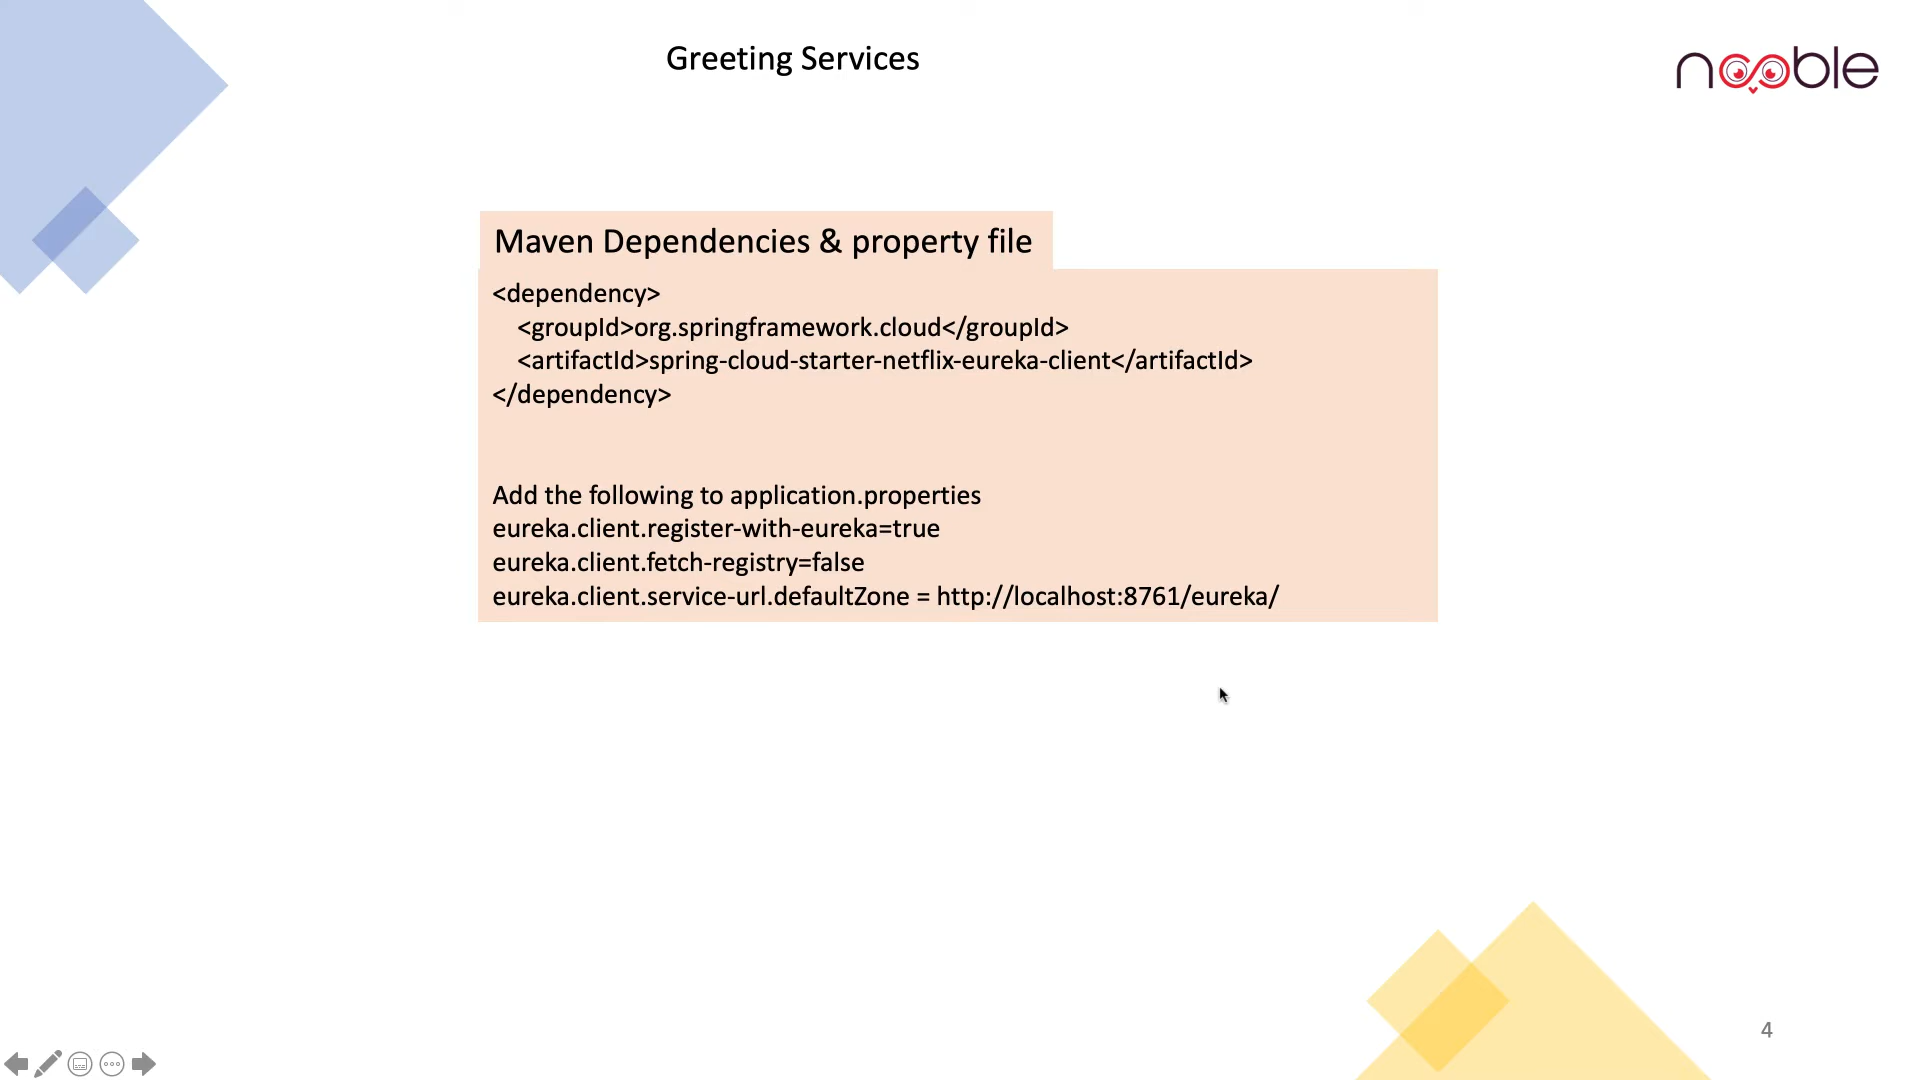 Greeting Services
nooble
Maven Dependencies & property file
<dependency>
<groupId>org.springframework.cloud</groupId>
<artifactId>spring-cloud-starter-netflix-eureka-client</artifactId>
</dependency>
Add the following to application.properties
eureka.client.register-with-eureka=true
eureka.client.fetch-registry=false
eureka.client.service-url.defaultZone = http://localhost:8761/eureka/
4